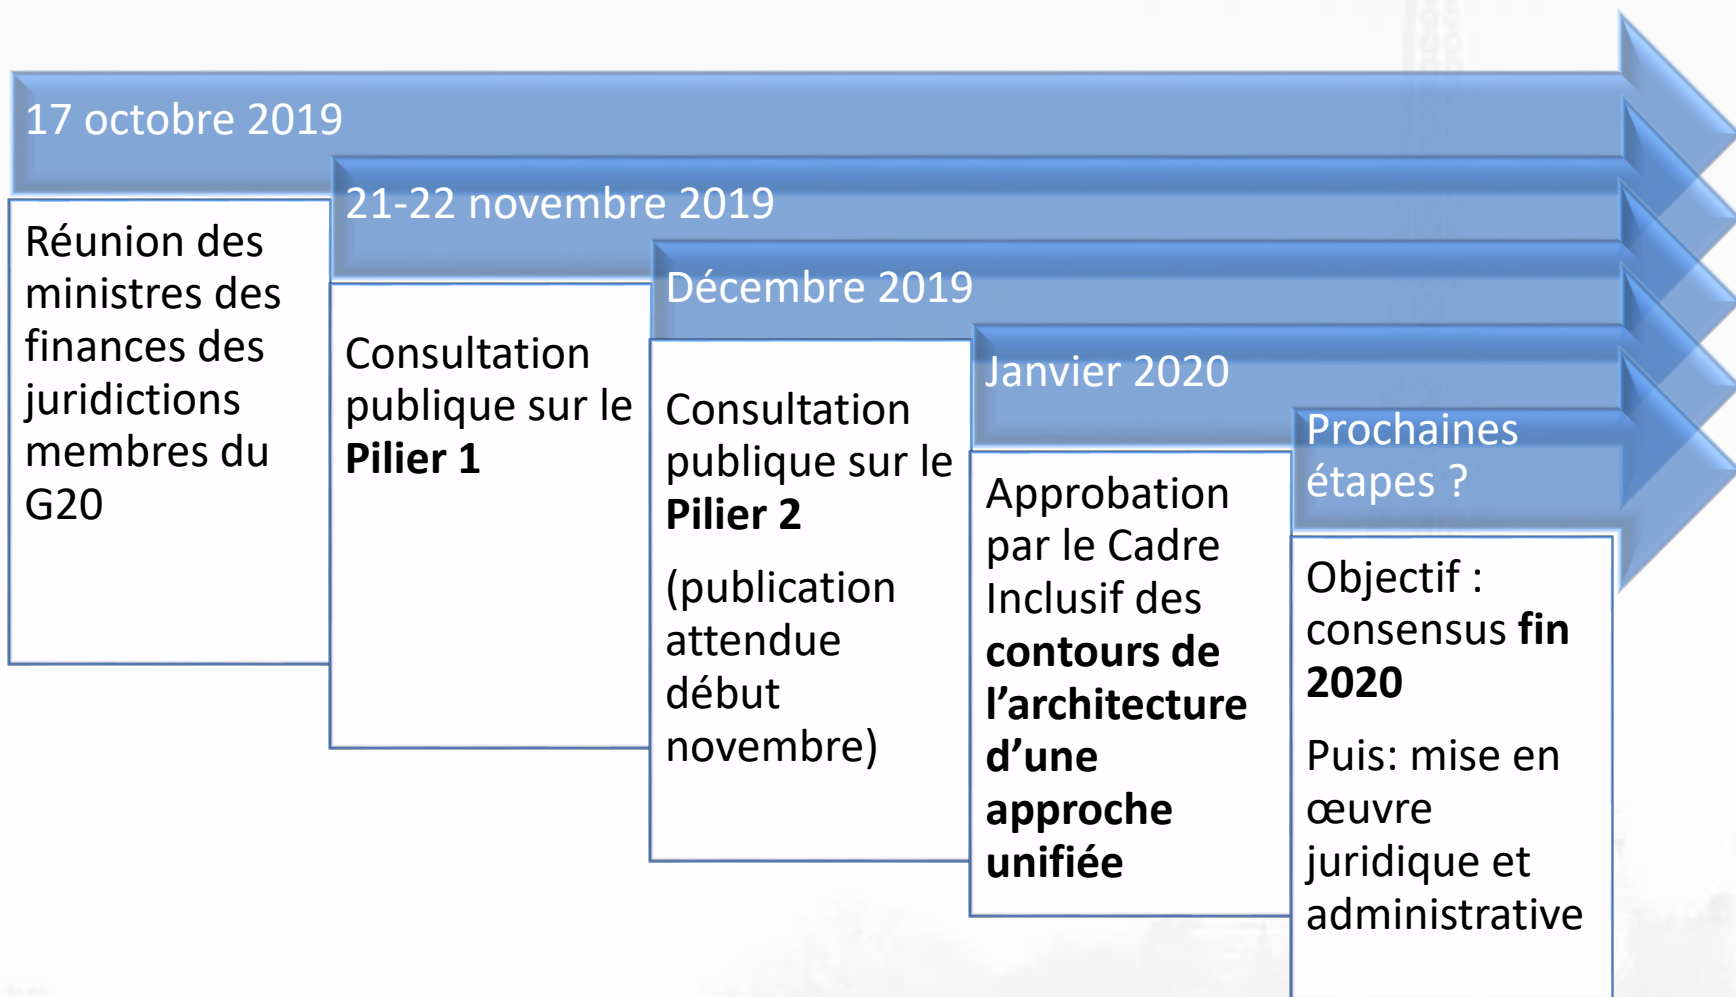 17 octobre 2019
Réunion des
ministres des
finances des
juridictions
membres du
G20
21-22 novembre 2019
Consultation
publique sur le
Pilier 1
Décembre 2019
Consultation
publique sur le
Pilier 2
(publication
attendue
début
novembre)
Janvier 2020
Approbation
par le Cadre
Inclusif des
contours de
l’architecture
d’une
approche
unifiée
Prochaines
étapes ?
Objectif :
consensus fin
2020
Puis: mise en
œuvre
juridique et
administrative